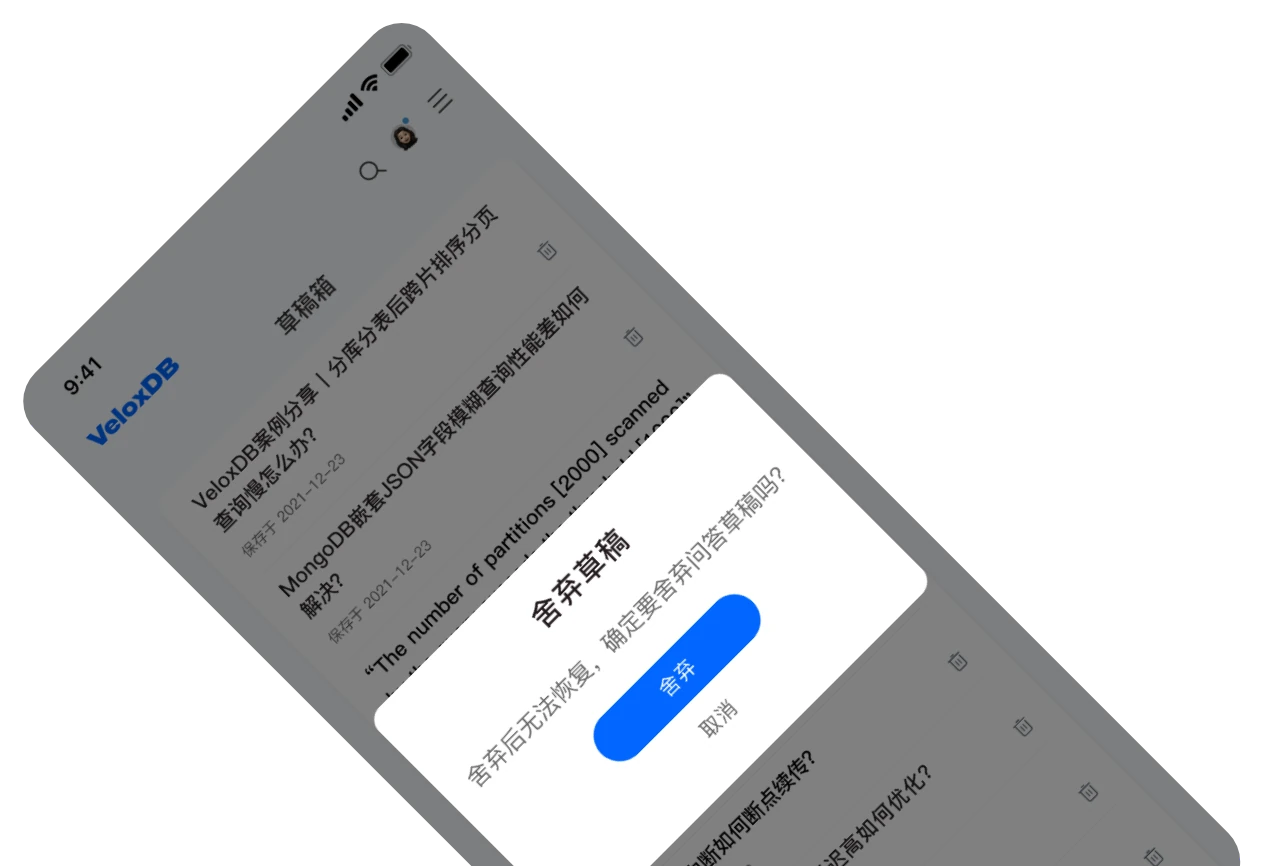 9:41
VeloxDB
草稿箱
VeloxDB案例分享丨分库分表后跨片排序分页
查询慢怎么办?
保存于 2021-12-23
MongoDB嵌套JSON字段模糊查询性能差如何
解决?
保存于 2021-12-23
“The number of partitions [2000] scanned
舍弃草稿
舍弃后无法恢复，确定要舍弃问答草稿吗?
舍弃
取消
断如何断点续传?
迟高如何优化?